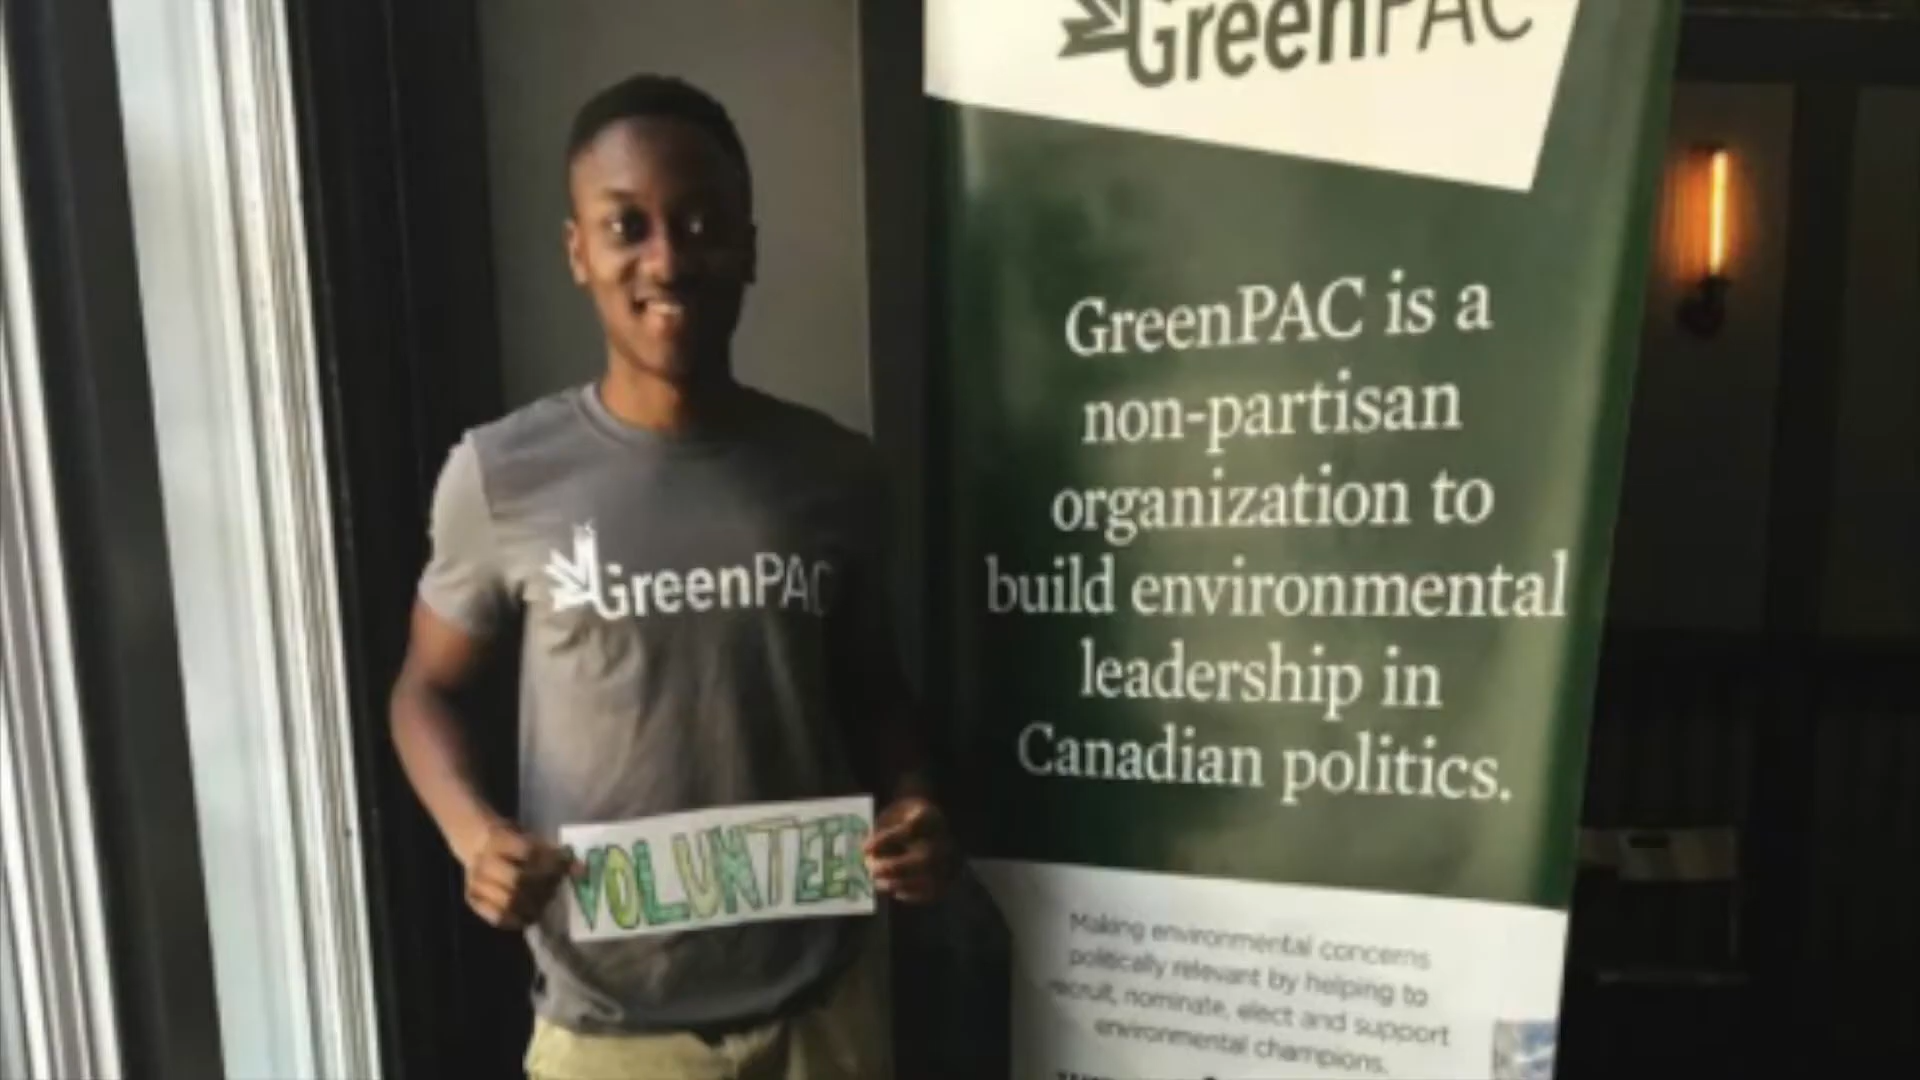 GreenPAC
GreenPAC is a
non-partisan
organization to
build environmental
leadership in
Canadian politics.
GreenPAC
VOLUNTEER
Making environmental concerns
politically relevant by helping to
recruit, nominate, elect and support
environmental champions.